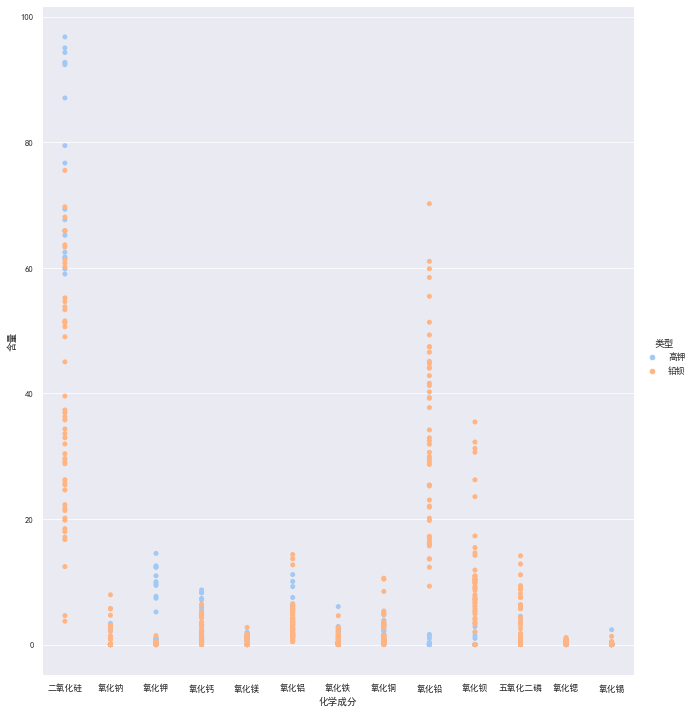 100
80
60
40
20
0
含量
二氧化硅 氧化钠 氧化钾 氧化钙 氧化镁 氧化铝 氧化铁 氧化铜 氧化铅 氧化钡 五氧化二磷 氧化锶 氧化锡
化学成分
类型
高钾
铅钡